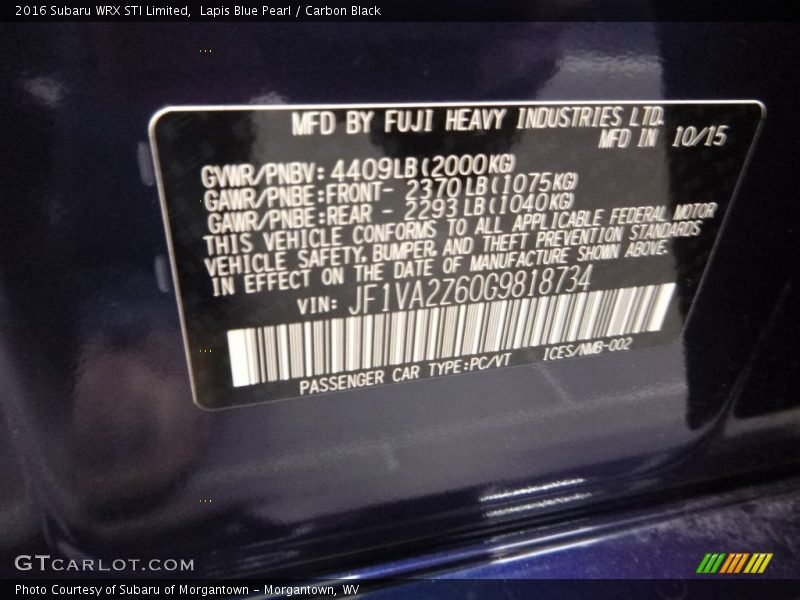 2016 Subaru WRX STI Limited,  Lapis Blue Pearl / Carbon Black
MFD BY FUJI HEAVY INDUSTRIES LTD.
MFD IN 10/15
GVWR/PNBV: 4409LB(2000KG)
GAWR/PNBE:FRONT- 2370LB(1075KG)
GAWR/PNBE:REAR - 2293LB(1040KG)
THIS VEHICLE CONFORMS TO ALL APPLICABLE FEDERAL MOTOR
VEHICLE SAFETY, BUMPER, AND THEFT PREVENTION STANDARDS
IN EFFECT ON THE DATE OF MANUFACTURE SHOWN ABOVE.
VIN: JF1VA2Z60G9818734
PASSENGER CAR TYPE:PC/VT ICES/NMB-002
GTCARLOT.COM
Photo Courtesy of Subaru of Morgantown - Morgantown, WV